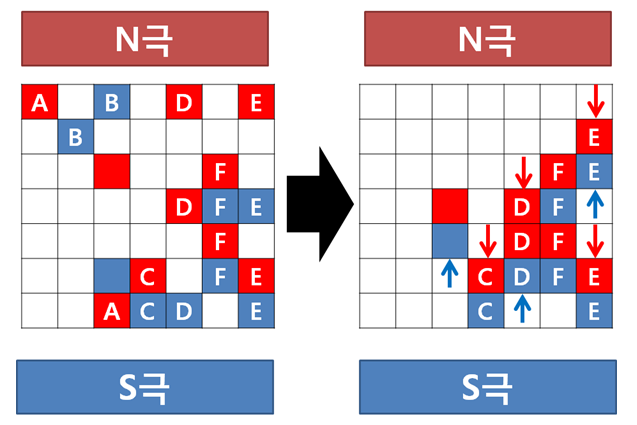 N극
A B D E
B
F
D F E
F
C F E
A C D E
S극
N극
E
F E
D F
D F
C D F E
C E
S극